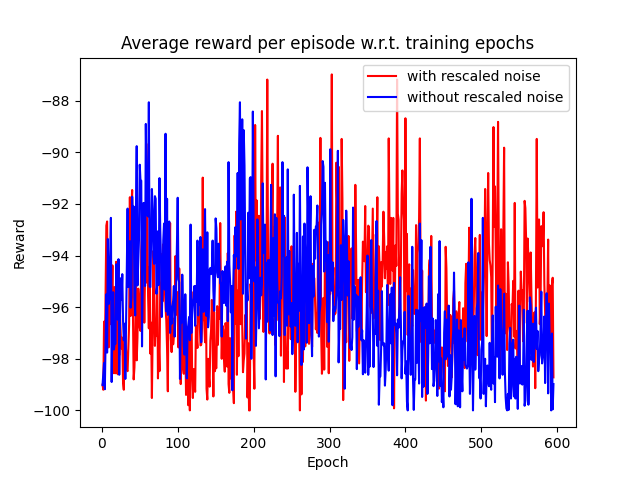 Average reward per episode w.r.t. training epochs
with rescaled noise
without rescaled noise
Reward
−88
−90
−92
−94
−96
−98
−100
0 100 200 300 400 500 600
Epoch